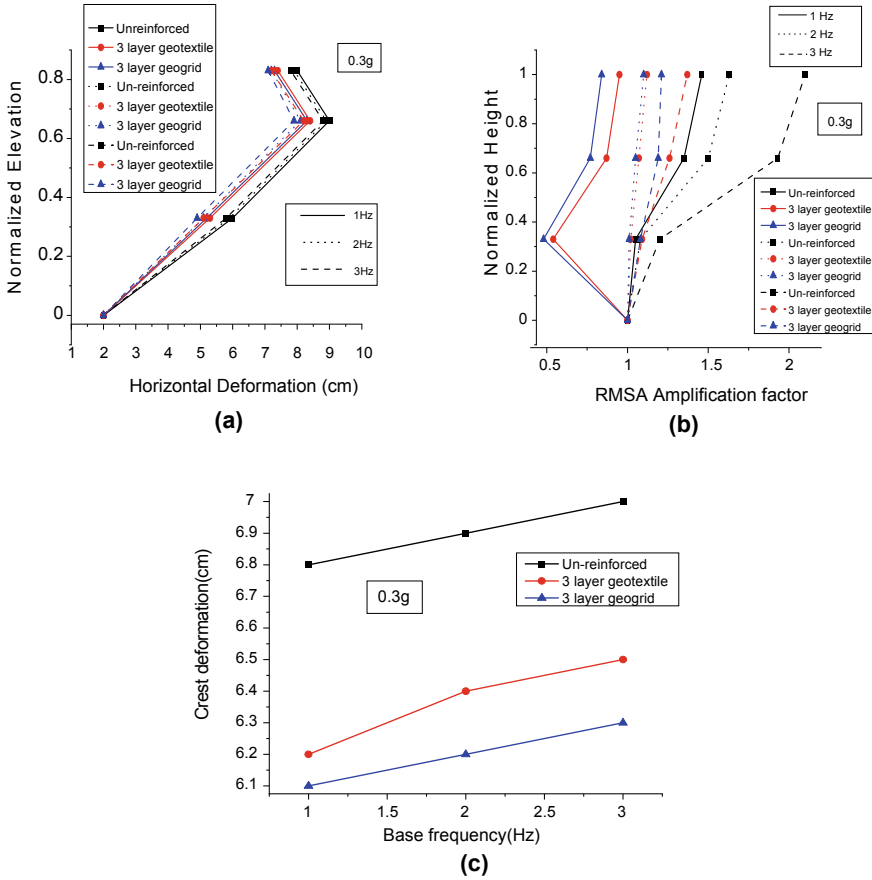 Unreinforced
3 layer geotextile
3 layer geogrid
Un-reinforced
3 layer geotextile
3 layer geogrid
Un-reinforced
3 layer geotextile
3 layer geogrid
0.3g
1Hz
2Hz
3Hz
0.8
0.6
0.4
0.2
0
Normalized Elevation
1 2 4 5 6 7 8 9 10
Horizontal Deformation (cm)
(a)
1 Hz
2 Hz
3 Hz
0.3g
Un-reinforced
3 layer geotextile
3 layer geogrid
Un-reinforced
3 layer geotextile
3 layer geogrid
Un-reinforced
3 layer geotextile
3 layer geogrid
1
0.8
0.6
0.4
0.2
0
Normalized Height
0.5 1 1.5 2
RMSA Amplification factor
(b)
7
6.9
6.8
6.5
6.4
6.3
6.2
6.1
Crest deformation(cm)
0.3g
Un-reinforced
3 layer geotextile
3 layer geogrid
1 1.5 2 2.5 3
Base frequency(Hz)
(c)